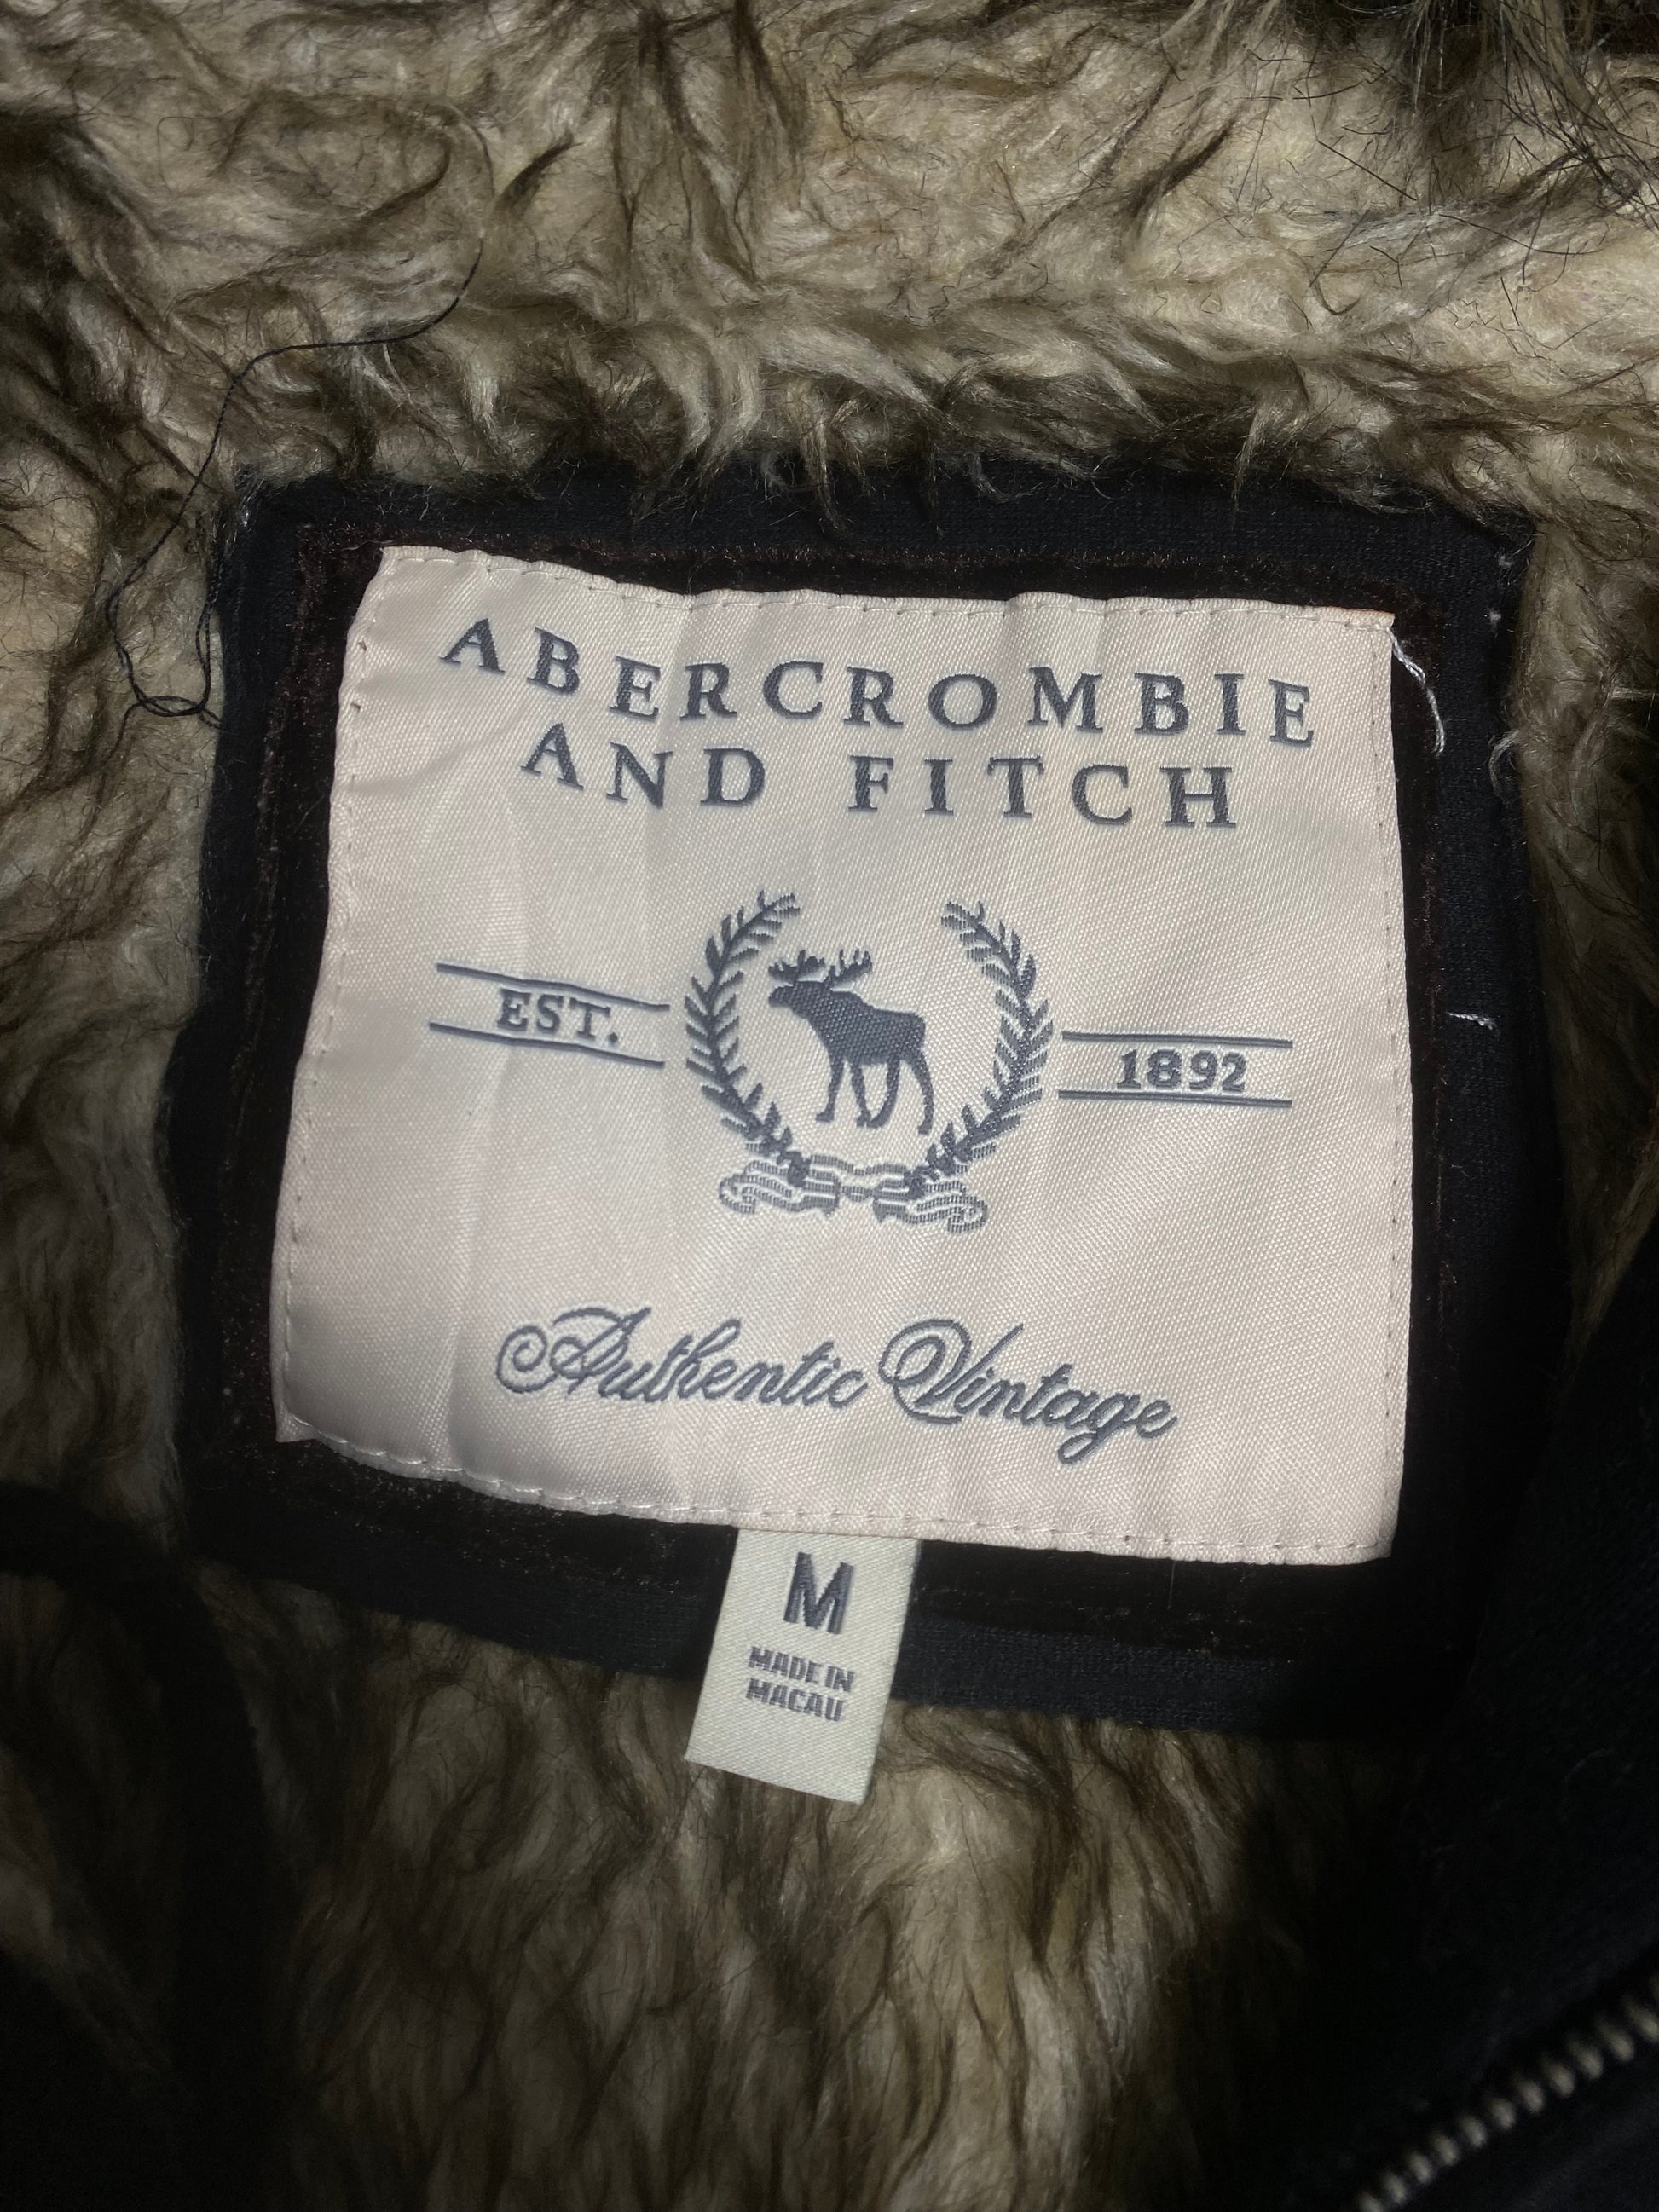 ABERCROMBIE
AND FITCH
EST. 1892
Authentic Vintage
M
MADE IN
MACAU